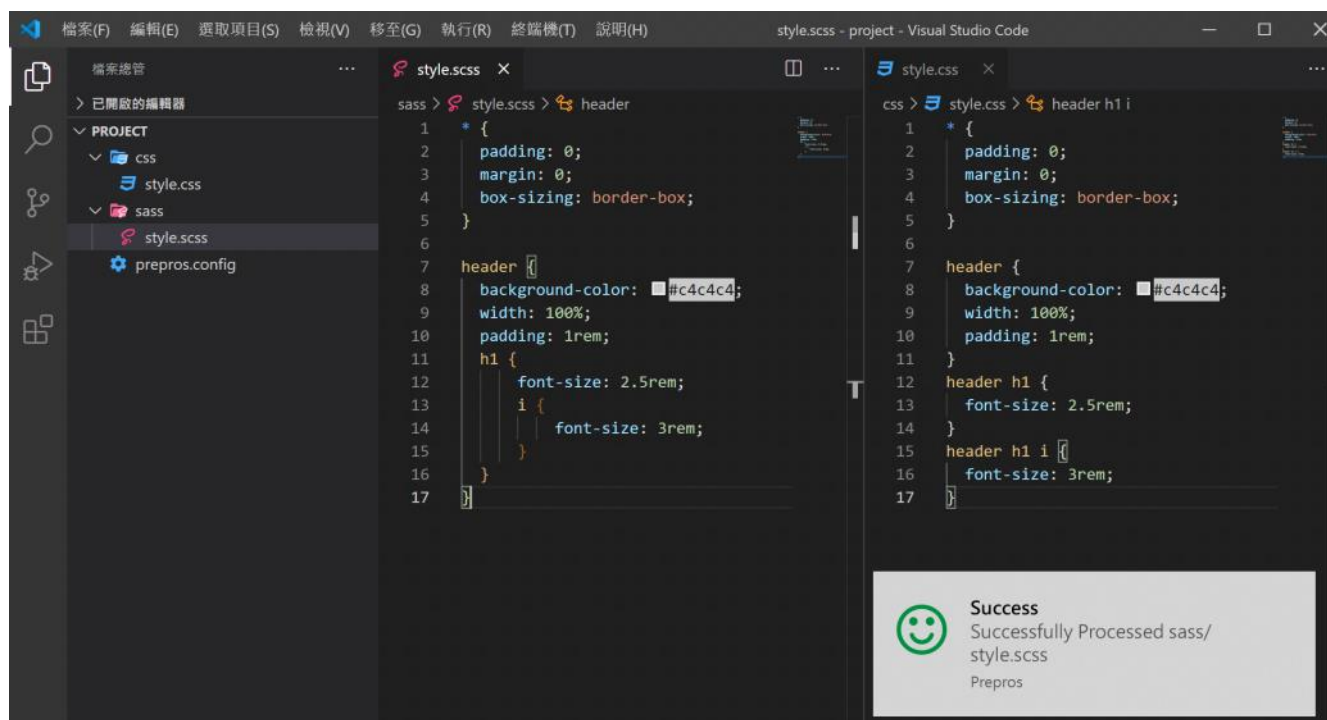 檔案(F) 編輯(E) 選取項目(S) 檢視(V) 移至(G) 執行(R) 終端機(T) 說明(H) style.scss - project - Visual Studio Code
檔案總管 ...
已開啟的編輯器
PROJECT
css
style.css
sass
style.scss
prepros.config
style.scss
sass > style.scss > header
1 * {
2 padding: 0;
3 margin: 0;
4 box-sizing: border-box;
5 }
6
7 header {
8 background-color: #c4c4c4;
9 width: 100%;
10 padding: 1rem;
11 h1 {
12 font-size: 2.5rem;
13 i {
14 font-size: 3rem;
15 }
16 }
17 }
style.css
css > style.css > header h1 i
1 * {
2 padding: 0;
3 margin: 0;
4 box-sizing: border-box;
5 }
6
7 header {
8 background-color: #c4c4c4;
9 width: 100%;
10 padding: 1rem;
11 }
12 header h1 {
13 font-size: 2.5rem;
14 }
15 header h1 i {
16 font-size: 3rem;
17 }
Success
Successfully Processed sass/
style.scss
Prepros